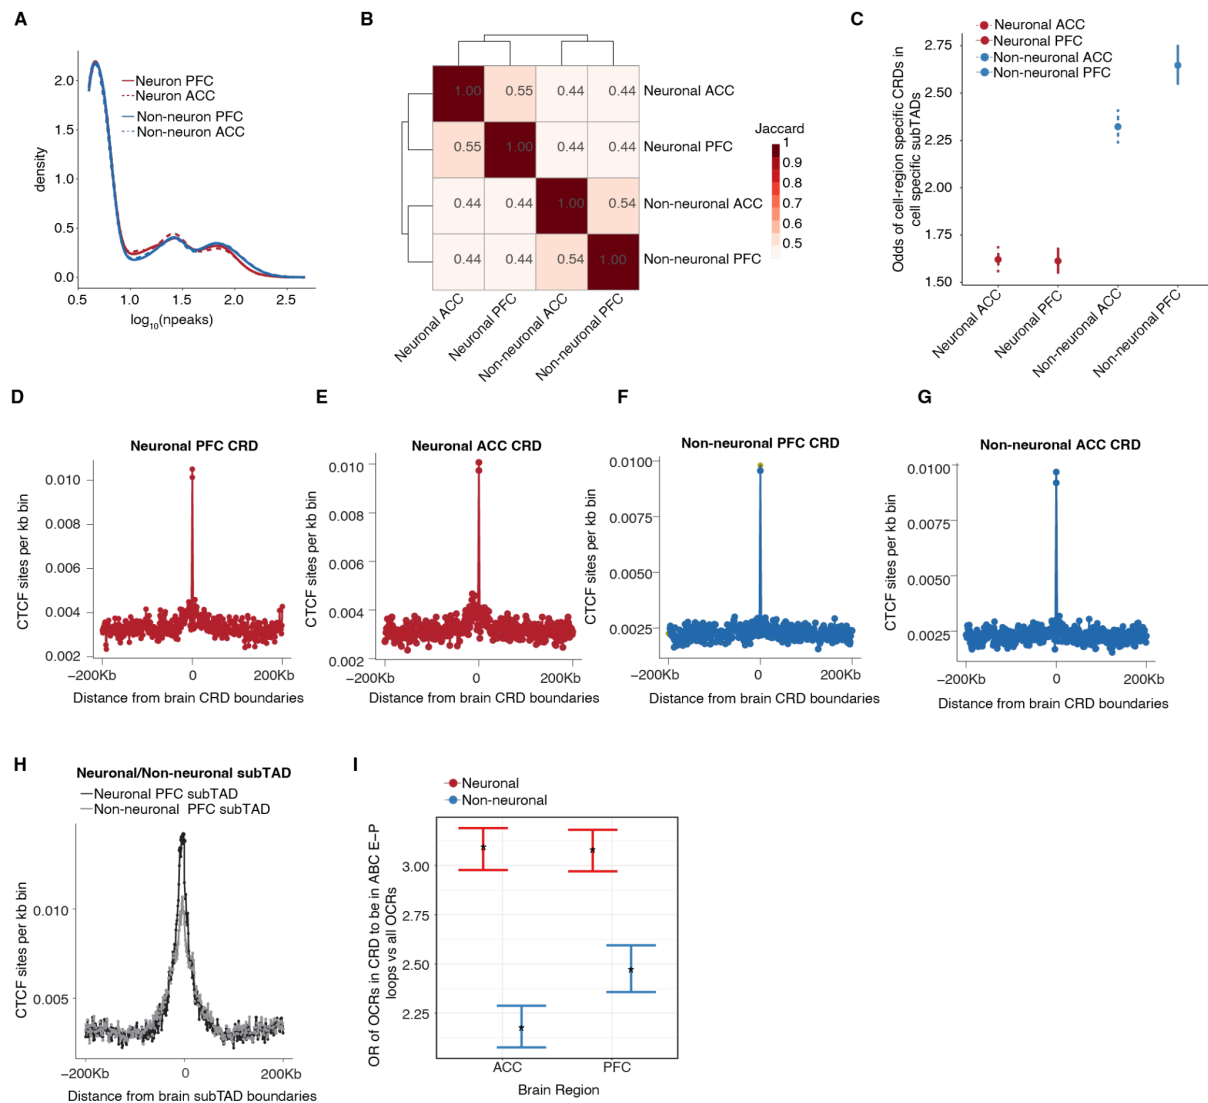 A
density
2.0
1.5
1.0
0.5
0.0
0.5
1.0
1.5
2.0
2.5
log10(npeaks)
Neuron PFC
Neuron ACC
Non-neuron PFC
Non-neuron ACC
B
1.00
0.55
0.44
0.44
Neuronal ACC
0.55
1.00
0.44
0.44
Neuronal PFC
0.44
0.44
1.00
0.54
Non-neuronal ACC
0.44
0.44
0.54
1.00
Non-neuronal PFC
Neuronal ACC
Neuronal PFC
Non-neuronal ACC
Non-neuronal PFC
Jaccard
1
0.9
0.8
0.7
0.6
0.5
C
Neuronal ACC
Neuronal PFC
Non-neuronal ACC
Non-neuronal PFC
Odds of cell-region specific CRDs in
cell specific subTADs
2.75
2.50
2.25
2.00
1.75
1.50
Neuronal ACC
Neuronal PFC
Non-neuronal ACC
Non-neuronal PFC
D
Neuronal PFC CRD
CTCF sites per kb bin
0.010
0.008
0.006
0.004
0.002
−200Kb
0
200Kb
Distance from brain CRD boundaries
E
Neuronal ACC CRD
CTCF sites per kb bin
0.010
0.008
0.006
0.004
0.002
−200Kb
0
200Kb
Distance from brain CRD boundaries
F
Non-neuronal PFC CRD
CTCF sites per kb bin
0.0100
0.0075
0.0050
0.0025
−200Kb
0
200Kb
Distance from brain CRD boundaries
G
Non-neuronal ACC CRD
CTCF sites per kb bin
0.0100
0.0075
0.0050
0.0025
−200Kb
0
200Kb
Distance from brain CRD boundaries
H
Neuronal/Non-neuronal subTAD
Neuronal PFC subTAD
Non-neuronal PFC subTAD
CTCF sites per kb bin
0.010
0.005
−200Kb
0
200Kb
Distance from brain subTAD boundaries
I
Neuronal
Non-neuronal
OR of OCRs in CRD to be in ABC E−P
loops vs all OCRs
3.00
2.75
2.50
2.25
ACC
PFC
Brain Region